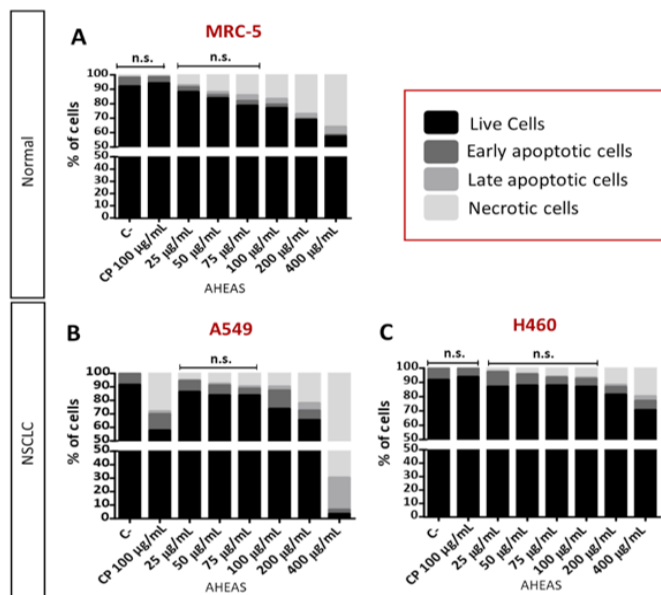 A
MRC-5
n.s.
n.s.
Normal
% of cells
100
90
80
70
60
50
50
40
30
20
10
0
C-
CP 100 µg/mL
25 µg/mL
50 µg/mL
75 µg/mL
100 µg/mL
200 µg/mL
400 µg/mL
AHEAS
Live Cells
Early apoptotic cells
Late apoptotic cells
Necrotic cells
NSCLC
B
A549
n.s.
% of cells
100
90
80
70
60
50
50
40
30
20
10
0
C-
CP 100 µg/mL
25 µg/mL
50 µg/mL
75 µg/mL
100 µg/mL
200 µg/mL
400 µg/mL
AHEAS
C
H460
n.s.
n.s.
% of cells
100
90
80
70
60
50
50
40
30
20
10
0
C-
CP 100 µg/mL
25 µg/mL
50 µg/mL
75 µg/mL
100 µg/mL
200 µg/mL
400 µg/mL
AHEAS